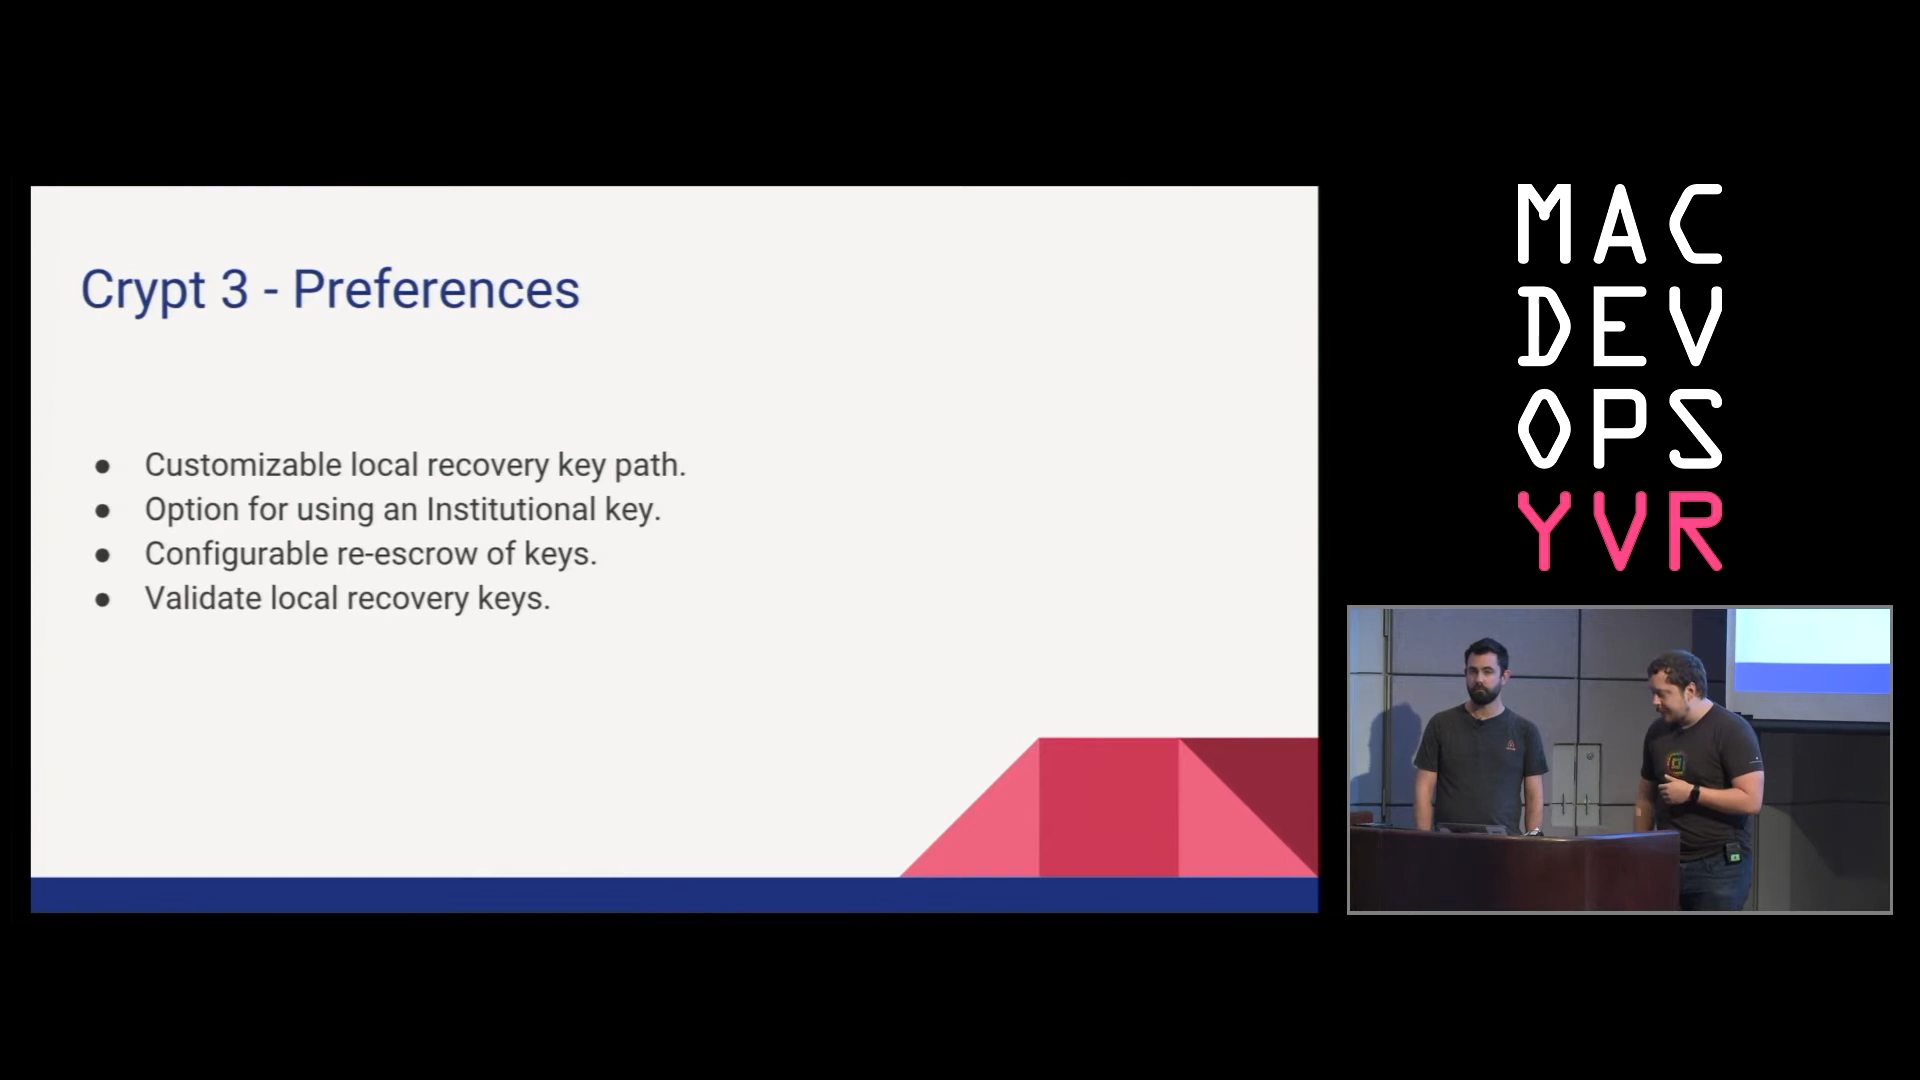 Crypt 3 - Preferences
● Customizable local recovery key path.
● Option for using an Institutional key.
● Configurable re-escrow of keys.
● Validate local recovery keys.
MAC
DEV
OPS
YVR